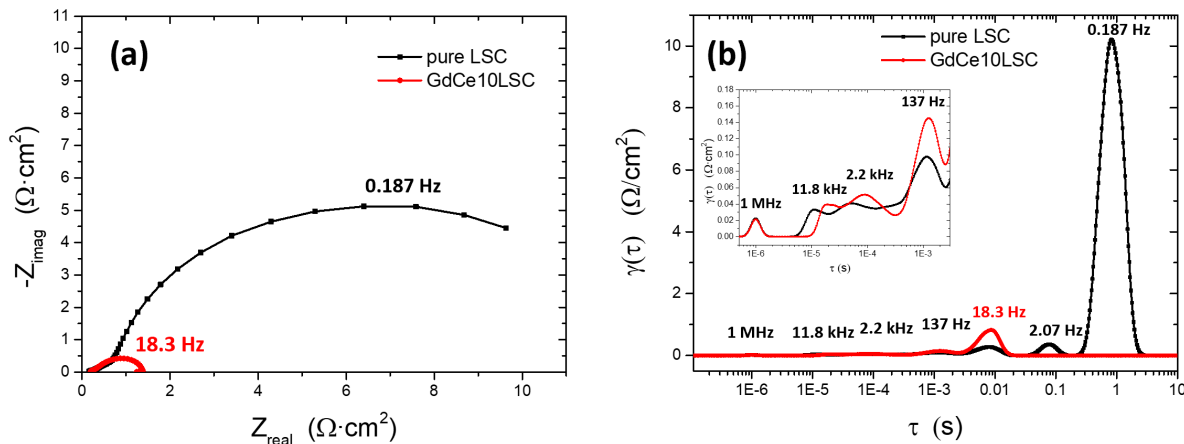 (a)
pure LSC
GdCe10LSC
0.187 Hz
18.3 Hz
-Z_imag (Ω·cm²)
11
10
9
8
7
6
5
4
3
2
1
0
0 2 4 6 8 10
Z_real (Ω·cm²)
(b)
pure LSC
GdCe10LSC
0.187 Hz
γ(τ) (Ω/cm²)
10
8
6
4
2
0
137 Hz
2.2 kHz
11.8 kHz
1 MHz
γ(τ) (Ω·cm²)
0.18
0.16
0.14
0.12
0.10
0.08
0.06
0.04
0.02
0.00
1E-6 1E-5 1E-4 1E-3
τ (s)
1 MHz 11.8 kHz 2.2 kHz 137 Hz 18.3 Hz 2.07 Hz
1E-6 1E-5 1E-4 1E-3 0.01 0.1 1 10
τ (s)